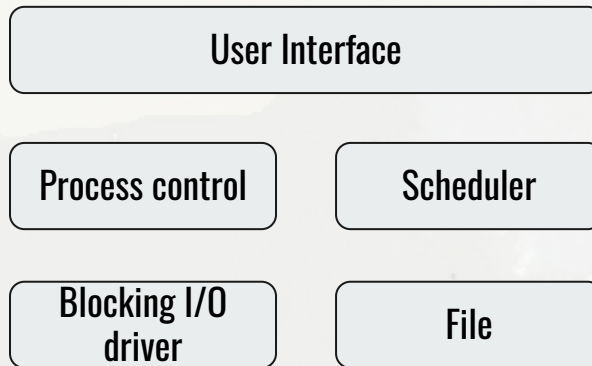 User Interface
Process control
Scheduler
Blocking I/O
driver
File